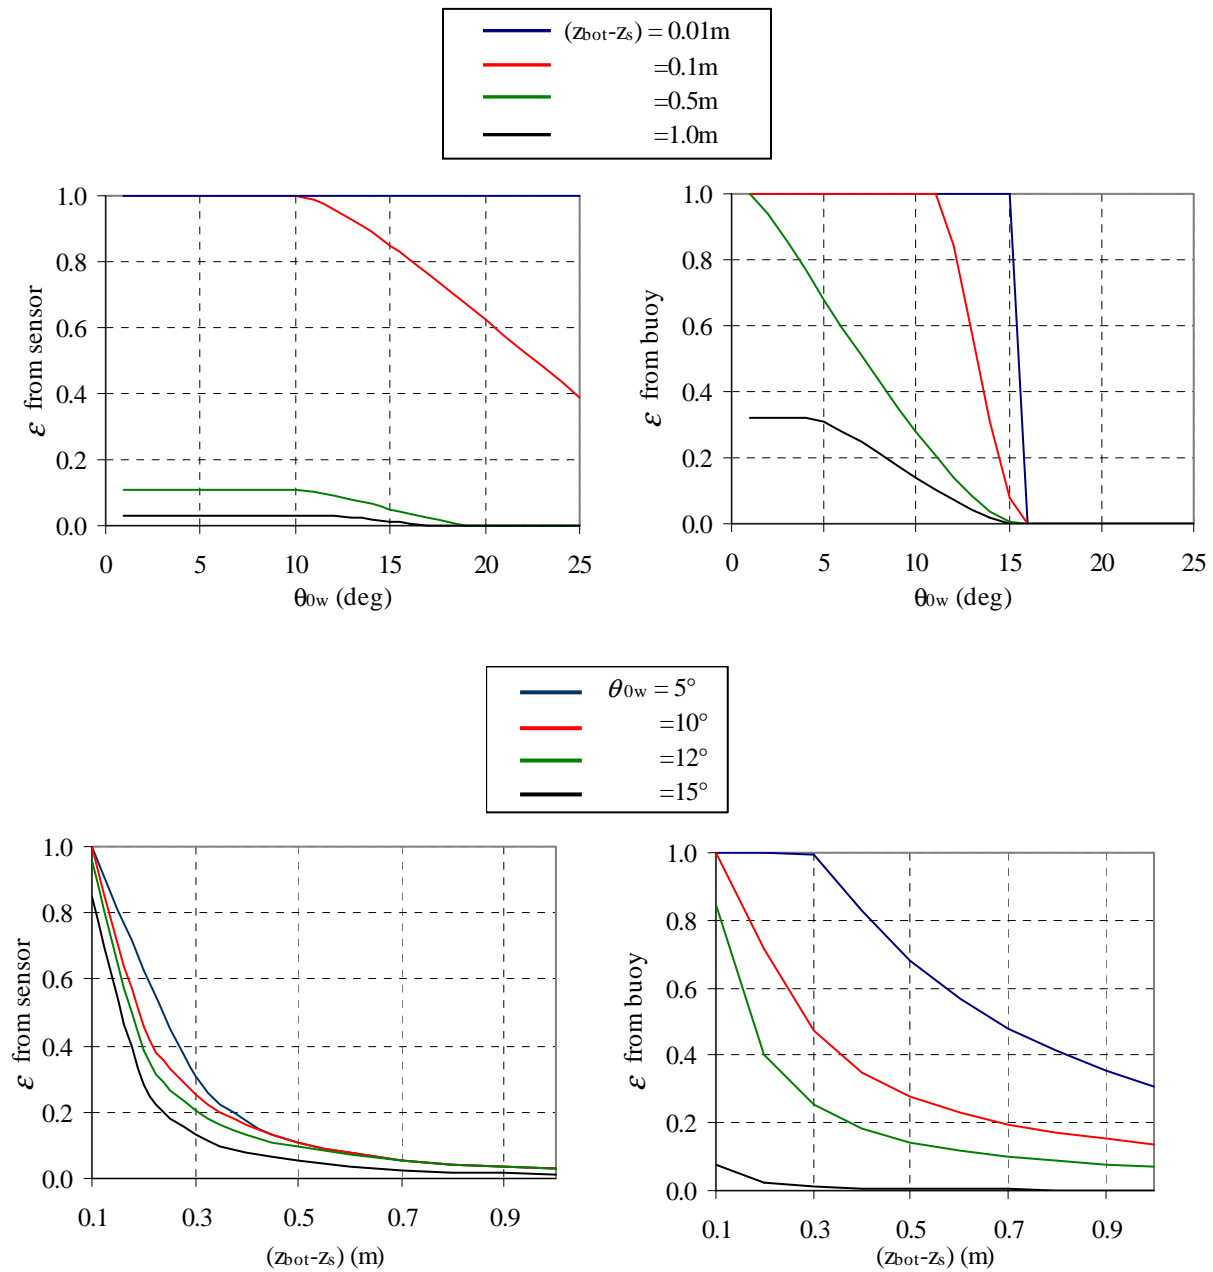 (zbot-zs) = 0.01m
=0.1m
=0.5m
=1.0m
1.0
0.8
0.6
0.4
0.2
0.0
ε from sensor
0 5 10 15 20 25
θ0w (deg)
1.0
0.8
0.6
0.4
0.2
0.0
ε from buoy
0 5 10 15 20 25
θ0w (deg)
θ0w = 5°
=10°
=12°
=15°
1.0
0.8
0.6
0.4
0.2
0.0
ε from sensor
0.1 0.3 0.5 0.7 0.9
(zbot-zs) (m)
1.0
0.8
0.6
0.4
0.2
0.0
ε from buoy
0.1 0.3 0.5 0.7 0.9
(zbot-zs) (m)